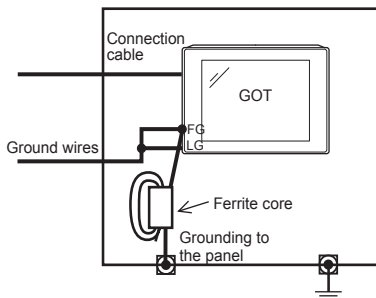 Connection
cable
GOT
FG
LG
Ground wires
Ferrite core
Grounding to
the panel